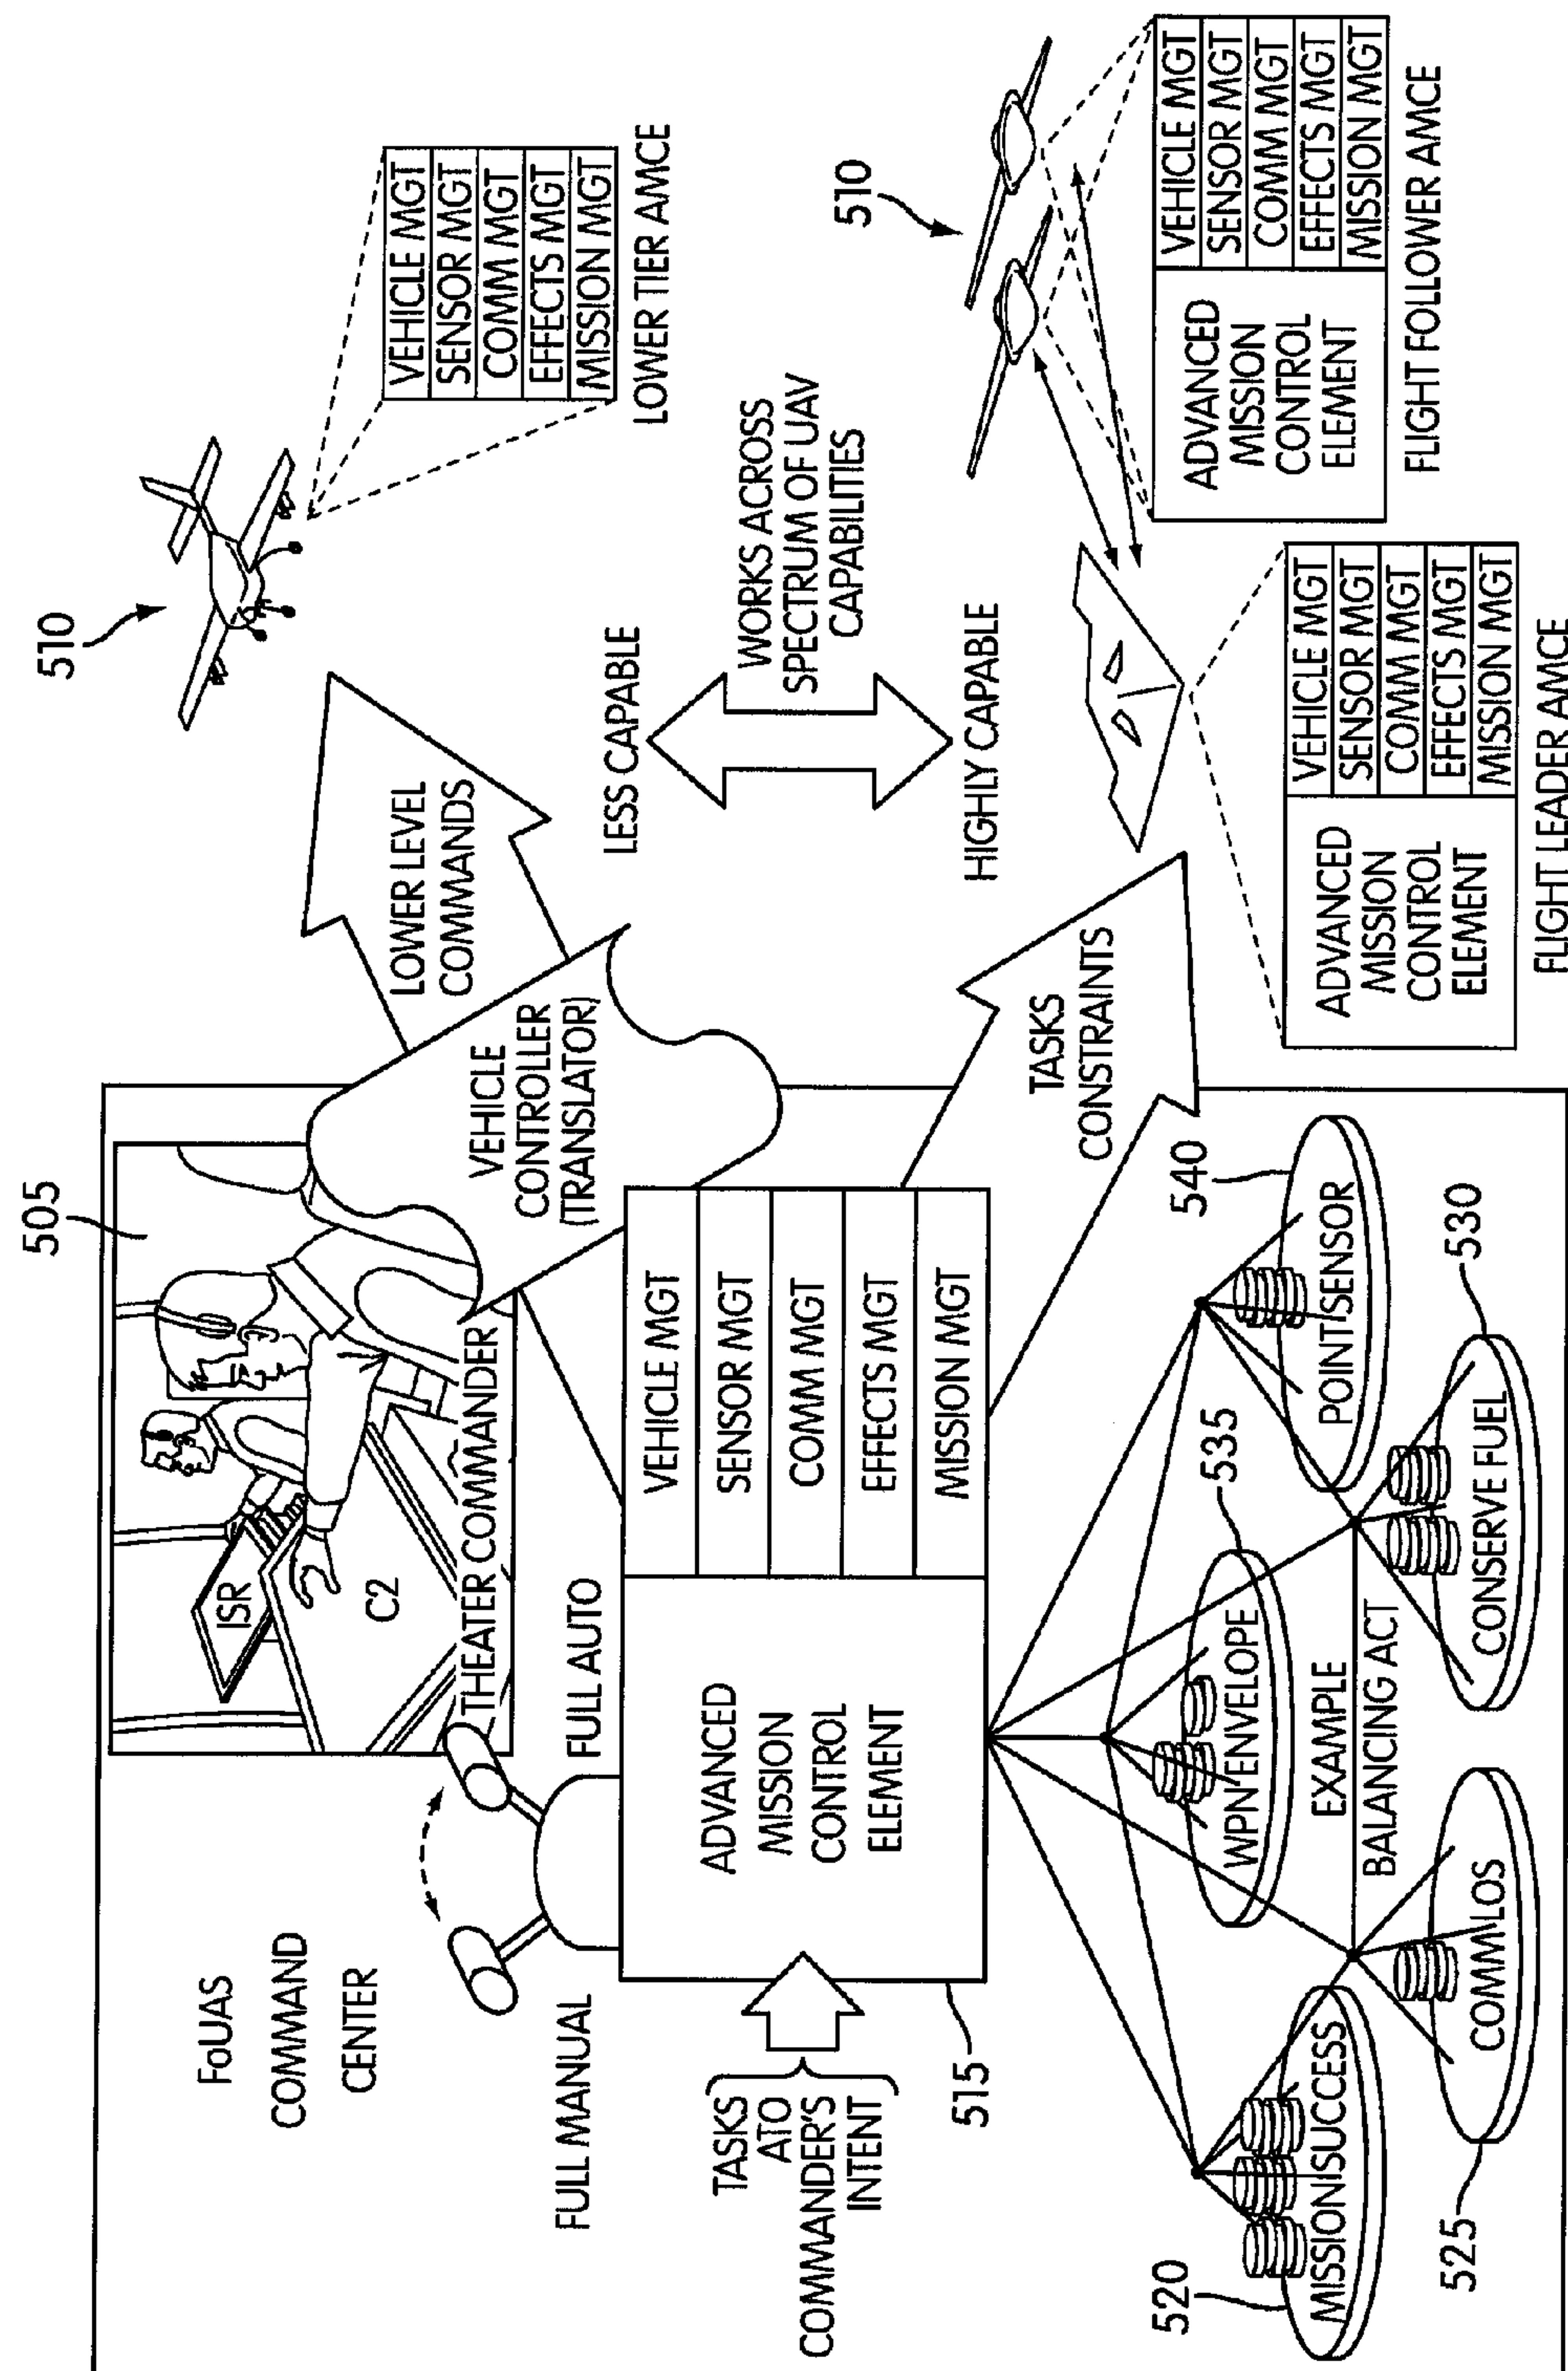 505
FoUAS
COMMAND
CENTER
ISR
C2
THEATER COMMANDER
FULL MANUAL
FULL AUTO
TASKS
ATO
COMMANDER'S
INTENT
515
ADVANCED
MISSION
CONTROL
ELEMENT
VEHICLE MGT
SENSOR MGT
COMM MGT
EFFECTS MGT
MISSION MGT
VEHICLE
CONTROLLER
(TRANSLATOR)
LOWER LEVEL
COMMANDS
TASKS
CONSTRAINTS
520
MISSION SUCCESS
525
COMM LOS
WPN ENVELOPE
535
EXAMPLE
BALANCING ACT
CONSERVE FUEL
530
POINT SENSOR
540
510
VEHICLE MGT
SENSOR MGT
COMM MGT
EFFECTS MGT
MISSION MGT
LOWER TIER AMCE
LESS CAPABLE
WORKS ACROSS
SPECTRUM OF UAV
CAPABILITIES
HIGHLY CAPABLE
510
ADVANCED
MISSION
CONTROL
ELEMENT
VEHICLE MGT
SENSOR MGT
COMM MGT
EFFECTS MGT
MISSION MGT
FLIGHT LEADER AMCE
ADVANCED
MISSION
CONTROL
ELEMENT
VEHICLE MGT
SENSOR MGT
COMM MGT
EFFECTS MGT
MISSION MGT
FLIGHT FOLLOWER AMCE